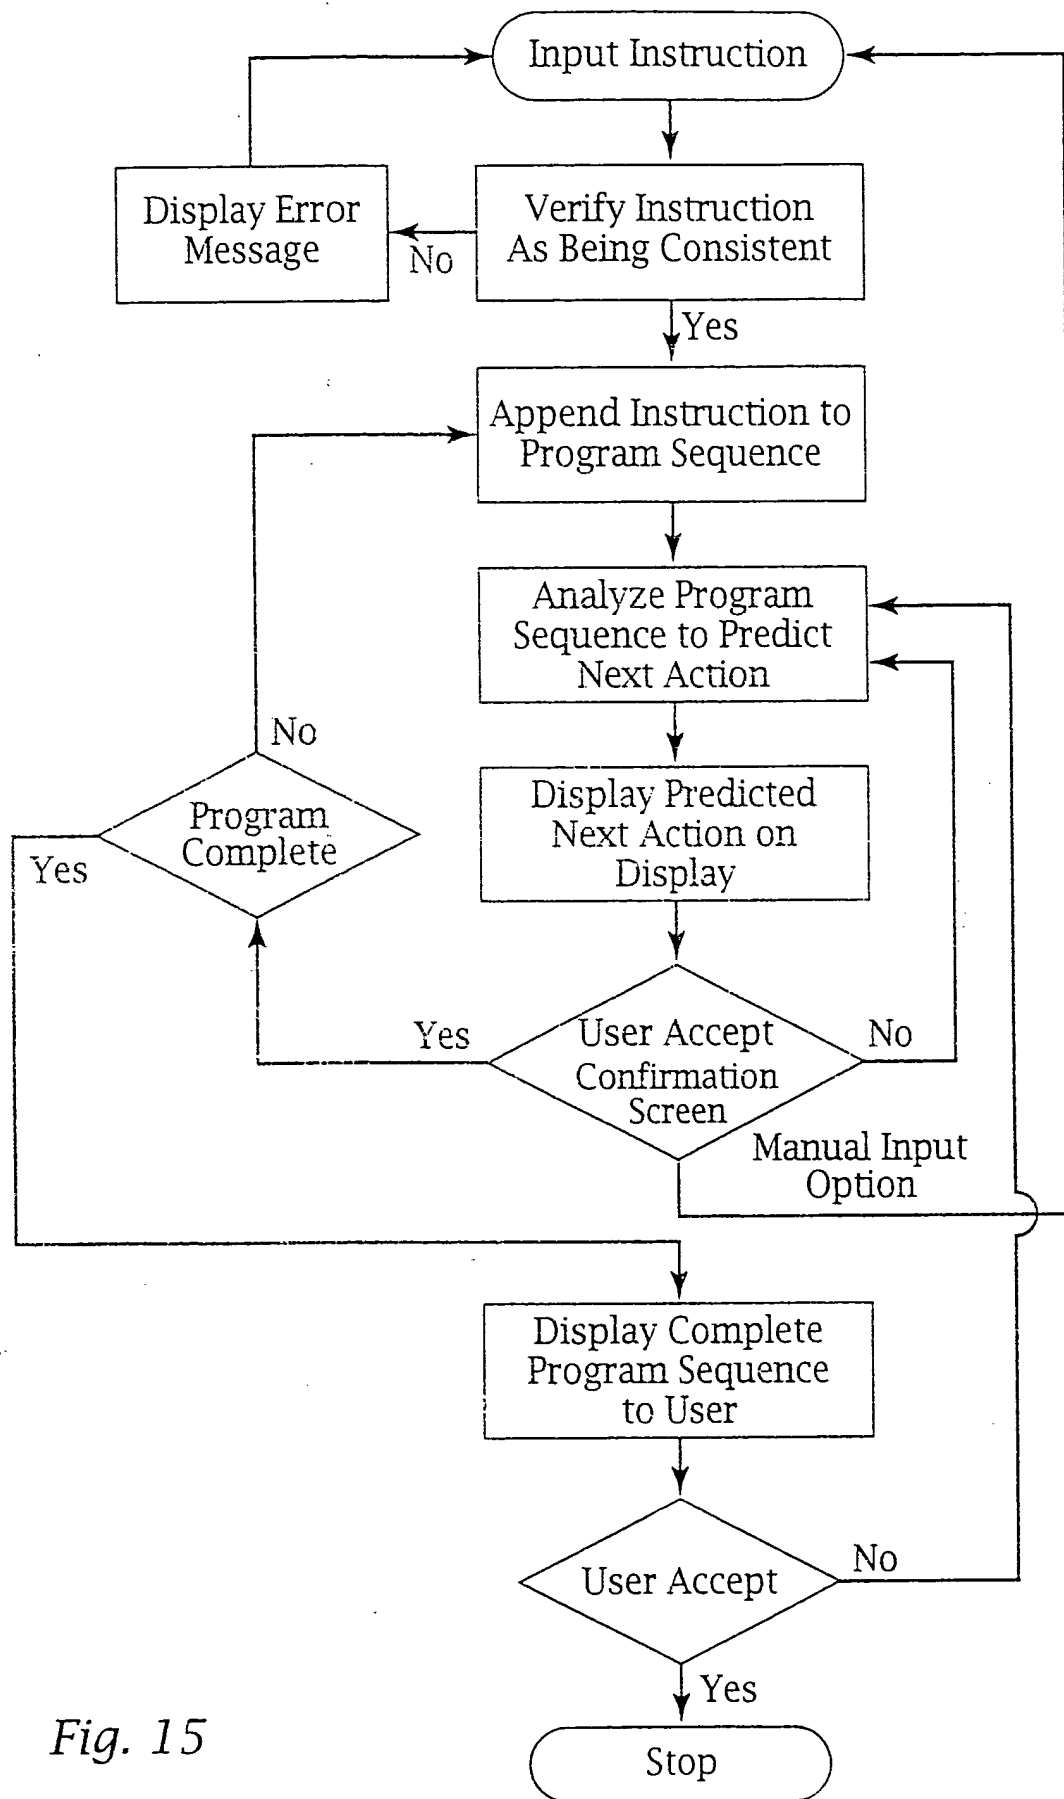 Input Instruction
Display Error
Message
No
Verify Instruction
As Being Consistent
Yes
Append Instruction to
Program Sequence
Analyze Program
Sequence to Predict
Next Action
No
Program
Complete
Yes
Display Predicted
Next Action on
Display
Yes
User Accept
Confirmation
Screen
No
Manual Input
Option
Display Complete
Program Sequence
to User
User Accept
No
Yes
Stop
Fig. 15